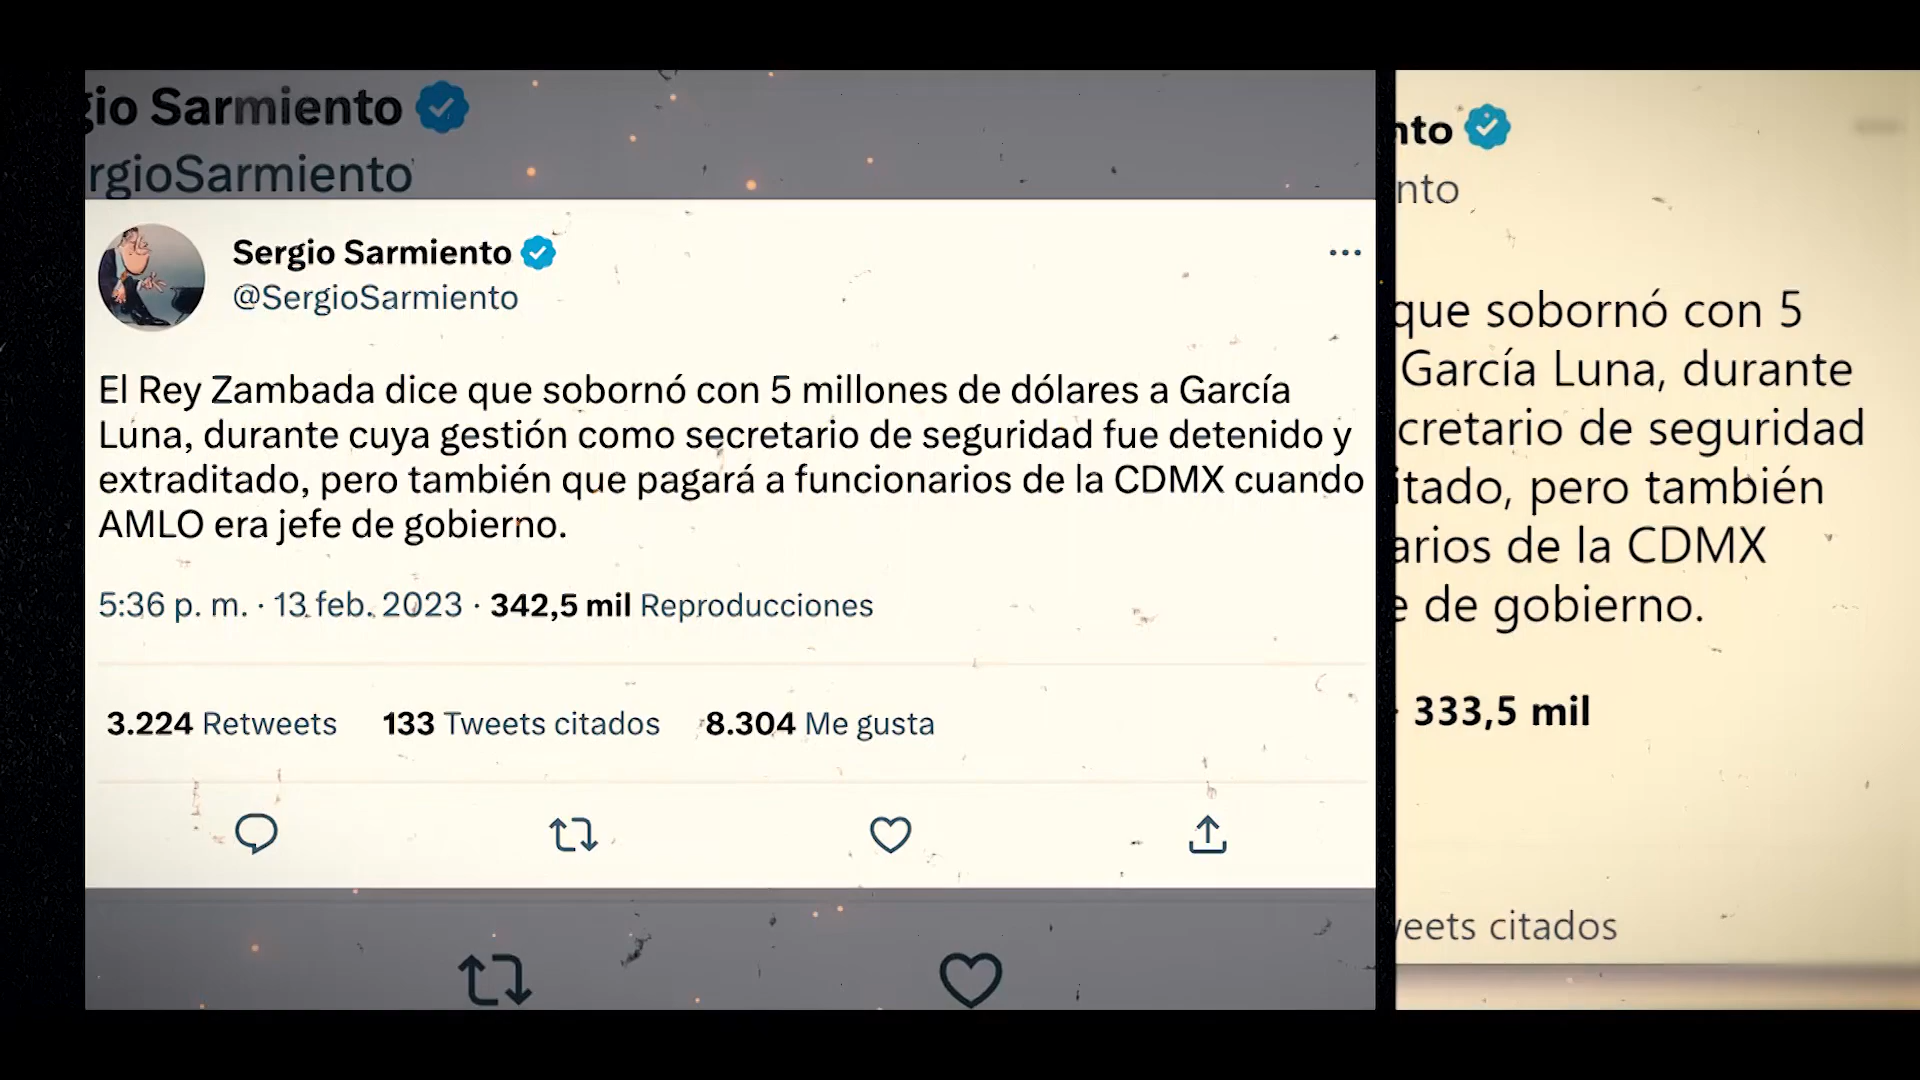 gio Sarmiento
rgioSarmiento
Sergio Sarmiento
@SergioSarmiento
El Rey Zambada dice que sobornó con 5 millones de dólares a García
Luna, durante cuya gestión como secretario de seguridad fue detenido y
extraditado, pero también que pagará a funcionarios de la CDMX cuando
AMLO era jefe de gobierno.
5:36 p. m. · 13 feb. 2023 · 342,5 mil Reproducciones
3.224 Retweets 133 Tweets citados 8.304 Me gusta
nto
nto
que sobornó con 5
García Luna, durante
cretario de seguridad
itado, pero también
arios de la CDMX
e de gobierno.
· 333,5 mil
weets citados